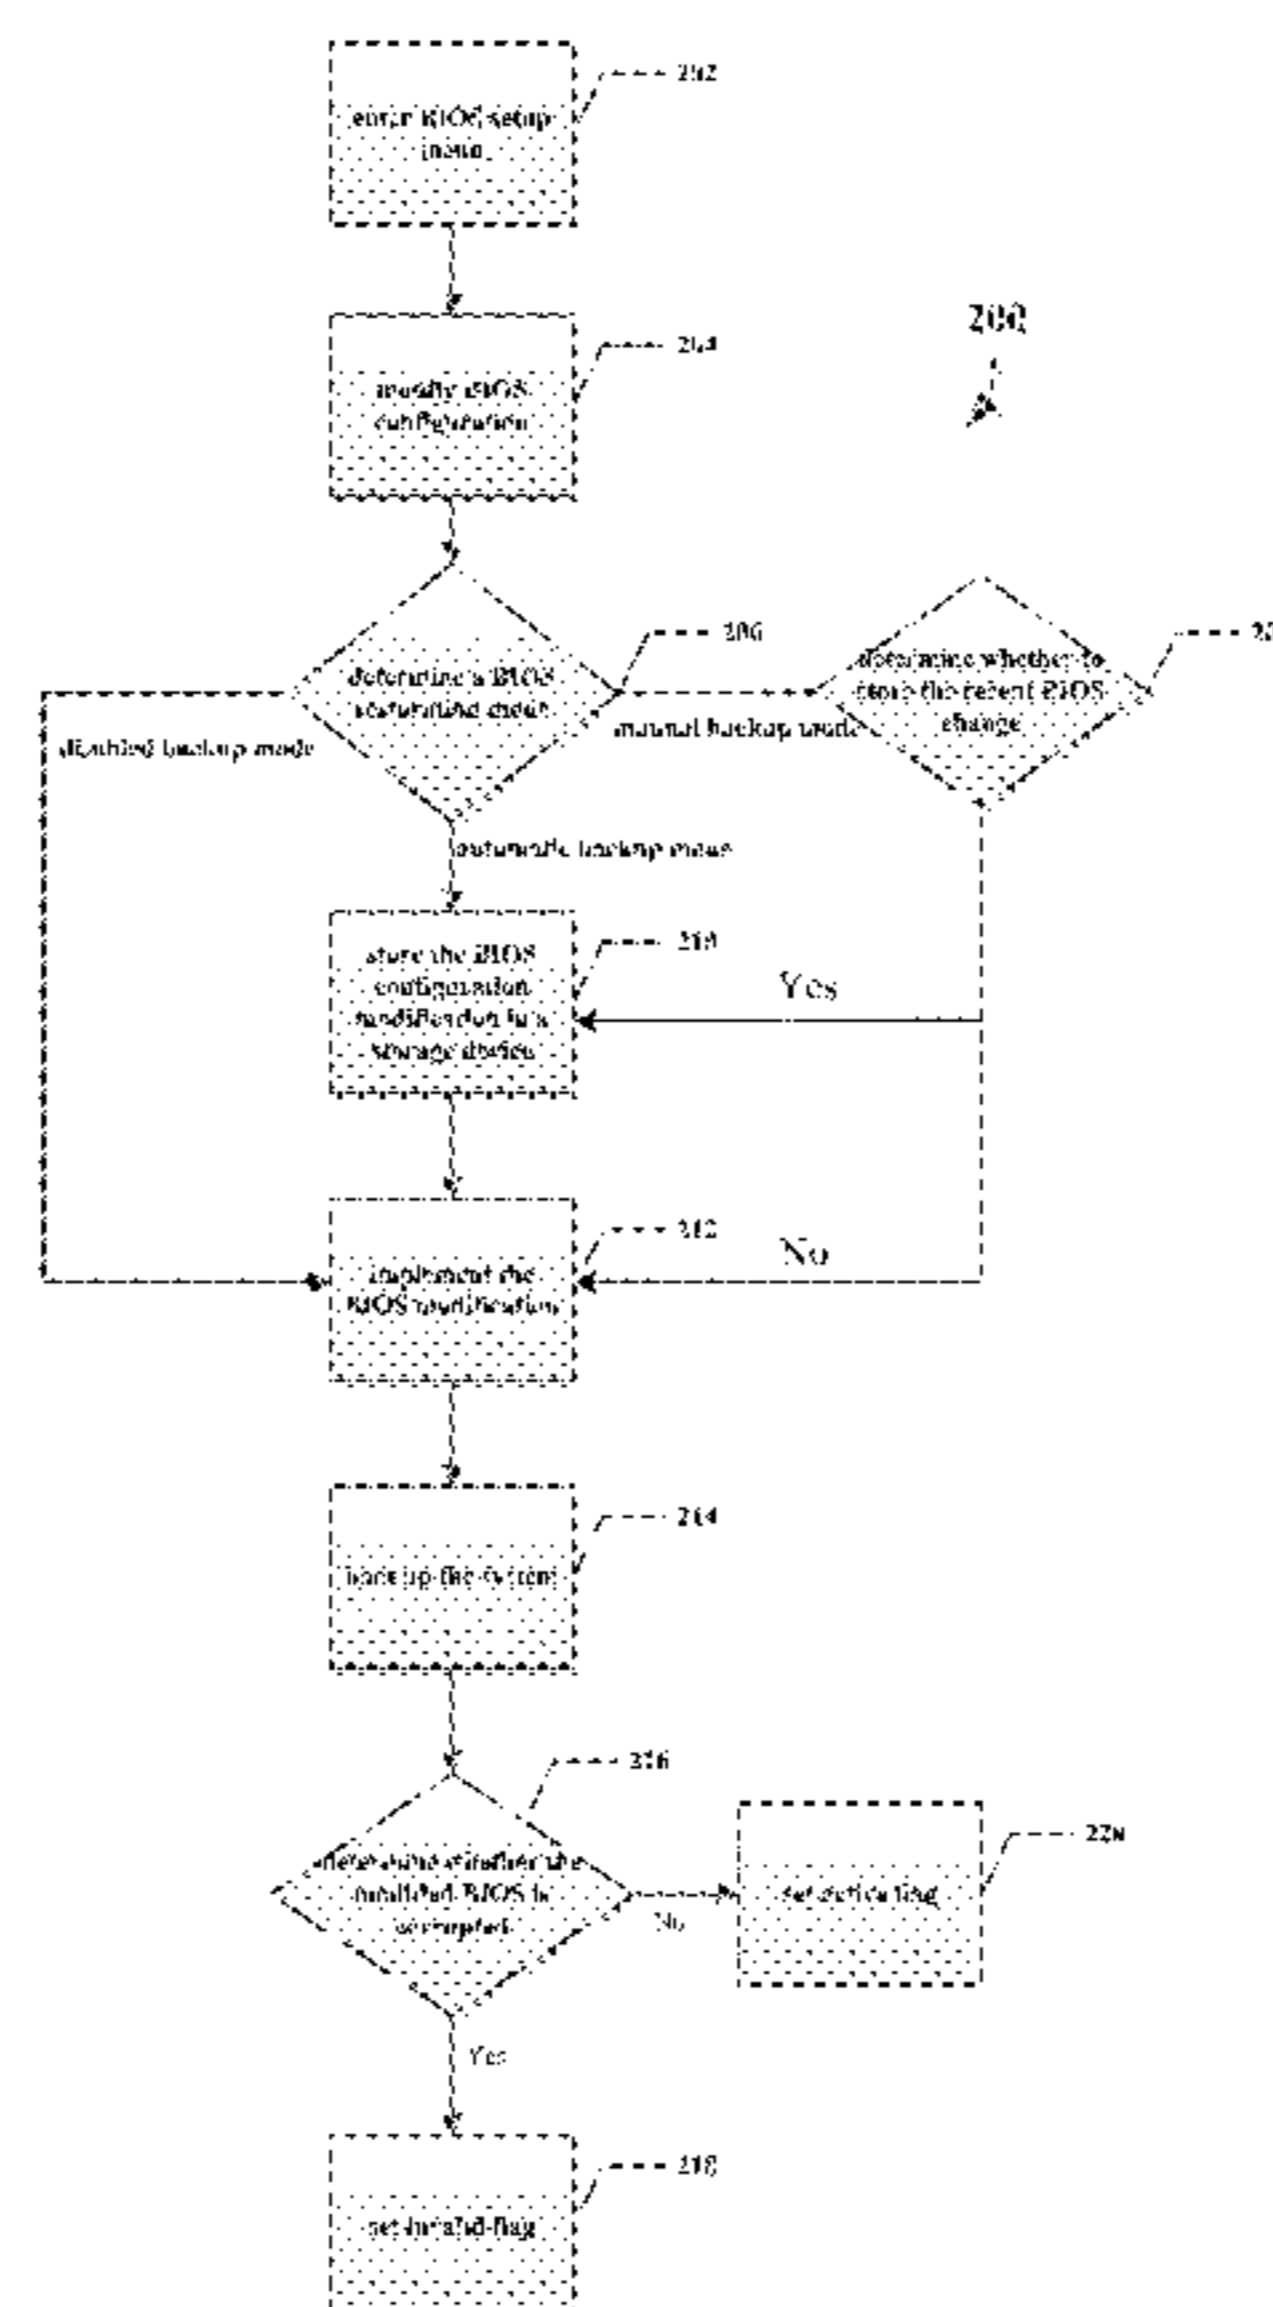 202
enter BIOS setup
menu
204
200
modify BIOS
configuration
206
determine a BIOS
mode
determine whether to
store the recent BIOS
change
manual backup mode
disabled backup mode
automatic backup mode
210
store the BIOS
configuration
modification in a
storage device
Yes
212
No
implement the
BIOS modification
214
the system
216
determine whether the
modified BIOS is
corrupted
No
220
set active flag
Yes
218
set invalid flag